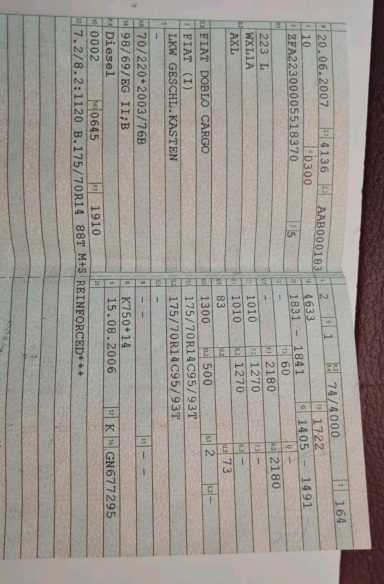 20.06.2007 4136 AAB000183
10 0300
ZFA22300005518370 5
223 L
WXL1A
AXL
FIAT DOBLO CARGO
FIAT (I)
LKW GESCHL.KASTEN
-
70/220*2003/76B
98/69/EG II;B
Diesel
0002 0645 1910
7.2/8.2:1120 B.175/70R14 88T M+S REINFORCED***
2 1 74/4000 164
4633 1722
1831 - 1841 1405 - 1491
- 60 -
- 2180 2180
1010 1270 -
1010 1270 -
83 73
1300 500 2 -
175/70R14C95/93T
175/70R14C95/93T
-
- - - -
K750*14
15.08.2006 K GN677295